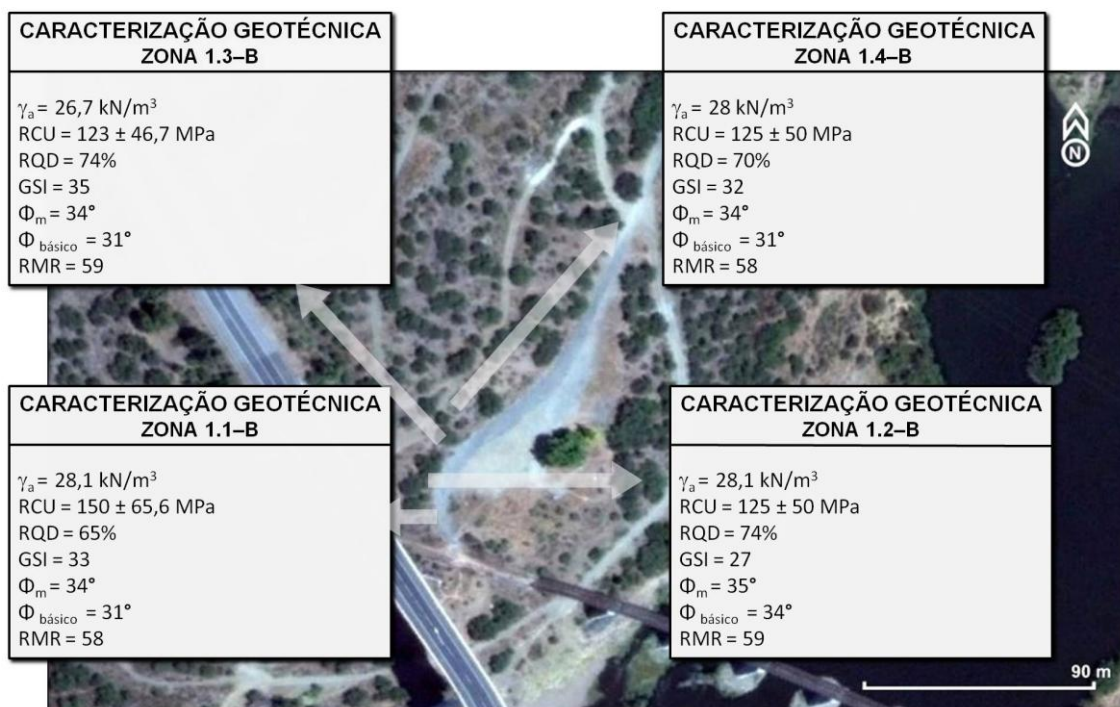 CARACTERIZAÇÃO GEOTÉCNICA
ZONA 1.3–B
γa = 26,7 kN/m³
RCU = 123 ± 46,7 MPa
RQD = 74%
GSI = 35
Φm = 34°
Φ básico = 31°
RMR = 59
CARACTERIZAÇÃO GEOTÉCNICA
ZONA 1.4–B
γa = 28 kN/m³
RCU = 125 ± 50 MPa
RQD = 70%
GSI = 32
Φm = 34°
Φ básico = 31°
RMR = 58
N
CARACTERIZAÇÃO GEOTÉCNICA
ZONA 1.1–B
γa = 28,1 kN/m³
RCU = 150 ± 65,6 MPa
RQD = 65%
GSI = 33
Φm = 34°
Φ básico = 31°
RMR = 58
CARACTERIZAÇÃO GEOTÉCNICA
ZONA 1.2–B
γa = 28,1 kN/m³
RCU = 125 ± 50 MPa
RQD = 74%
GSI = 27
Φm = 35°
Φ básico = 34°
RMR = 59
90 m